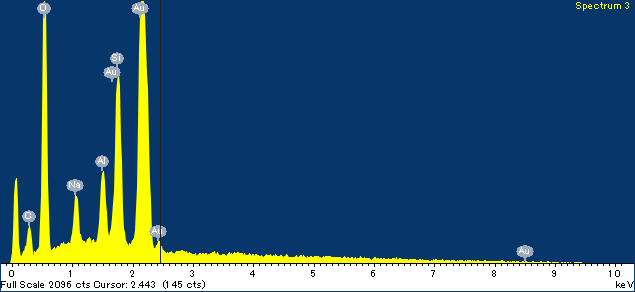 Spectrum 3
O Au
Si
Au
Al
Na
C Au Au
0 1 2 3 4 5 6 7 8 9 10
Full Scale 2096 cts Cursor: 2.443 (145 cts) keV